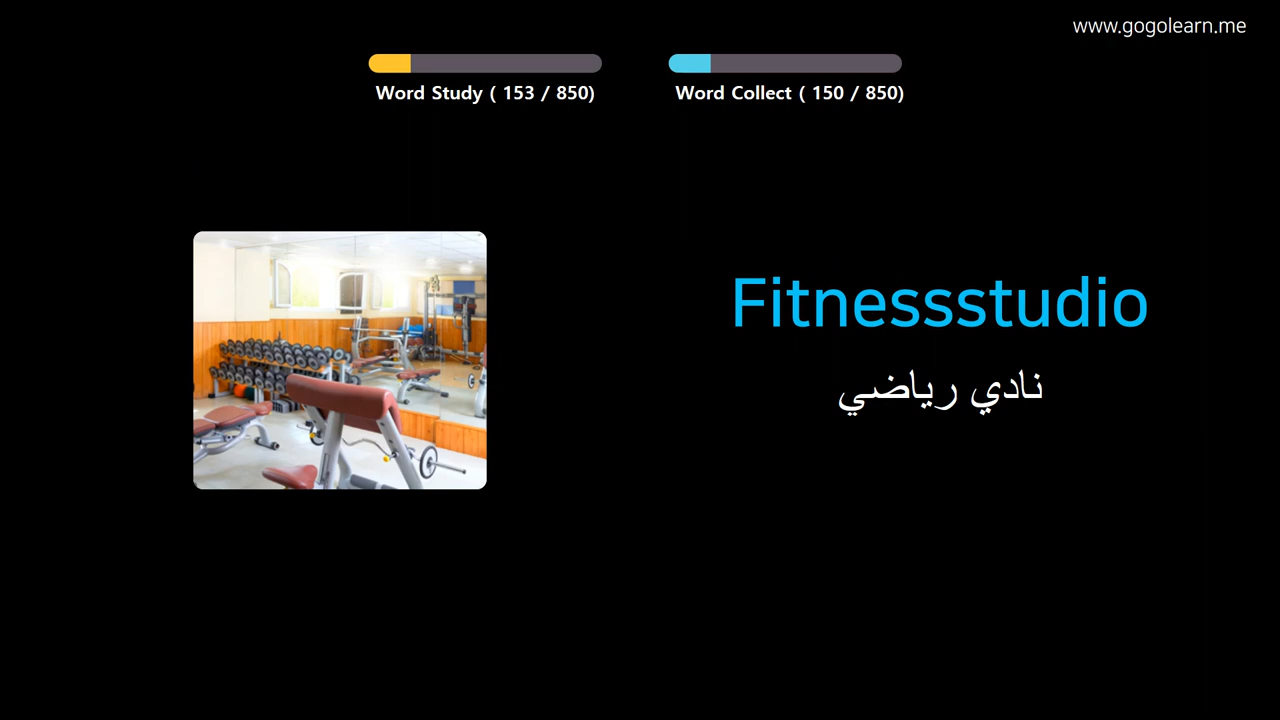 www.gogolearn.me
Word Study ( 153 / 850)
Word Collect ( 150 / 850)
Fitnessstudio
نادي رياضي